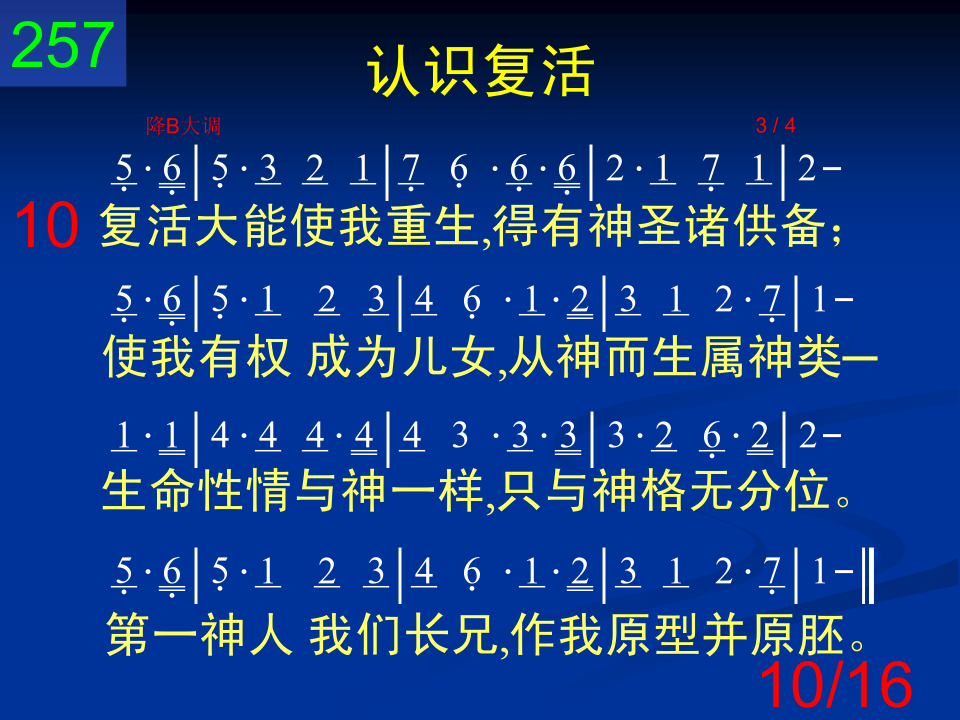 257
认识复活
降B大调 3 / 4
5 · 6 | 5 · 3 2 1 | 7 6 · 6 · 6 | 2 · 1 7 1 | 2 -
10 复活大能使我重生,得有神圣诸供备；
5 · 6 | 5 · 1 2 3 | 4 6 · 1 · 2 | 3 1 2 · 7 | 1 -
使我有权 成为儿女,从神而生属神类─
1 · 1 | 4 · 4 4 · 4 | 4 3 · 3 · 3 | 3 · 2 6 · 2 | 2 -
生命性情与神一样,只与神格无分位。
5 · 6 | 5 · 1 2 3 | 4 6 · 1 · 2 | 3 1 2 · 7 | 1 - ‖
第一神人 我们长兄,作我原型并原胚。
10/16